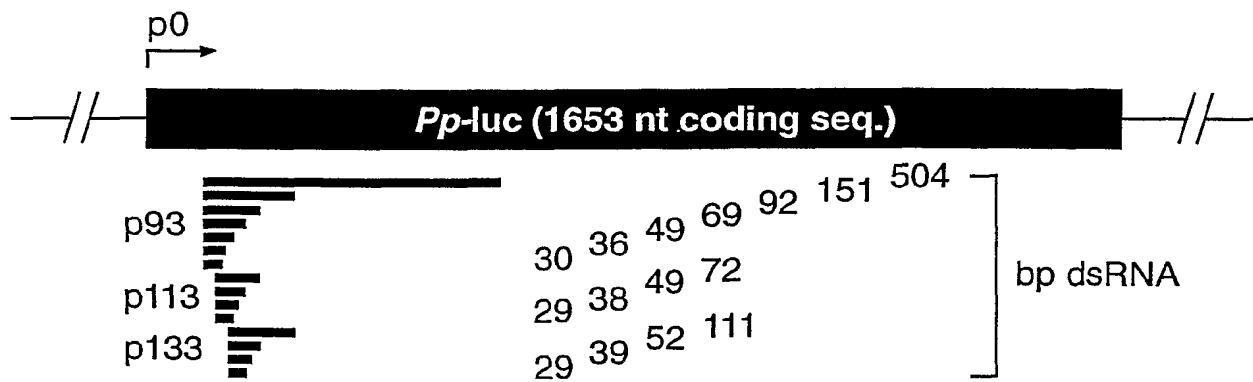 p0
Pp-luc (1653 nt coding seq.)
p93
30 36 49 69 92 151 504
p113
29 38 49 72
p133
29 39 52 111
bp dsRNA